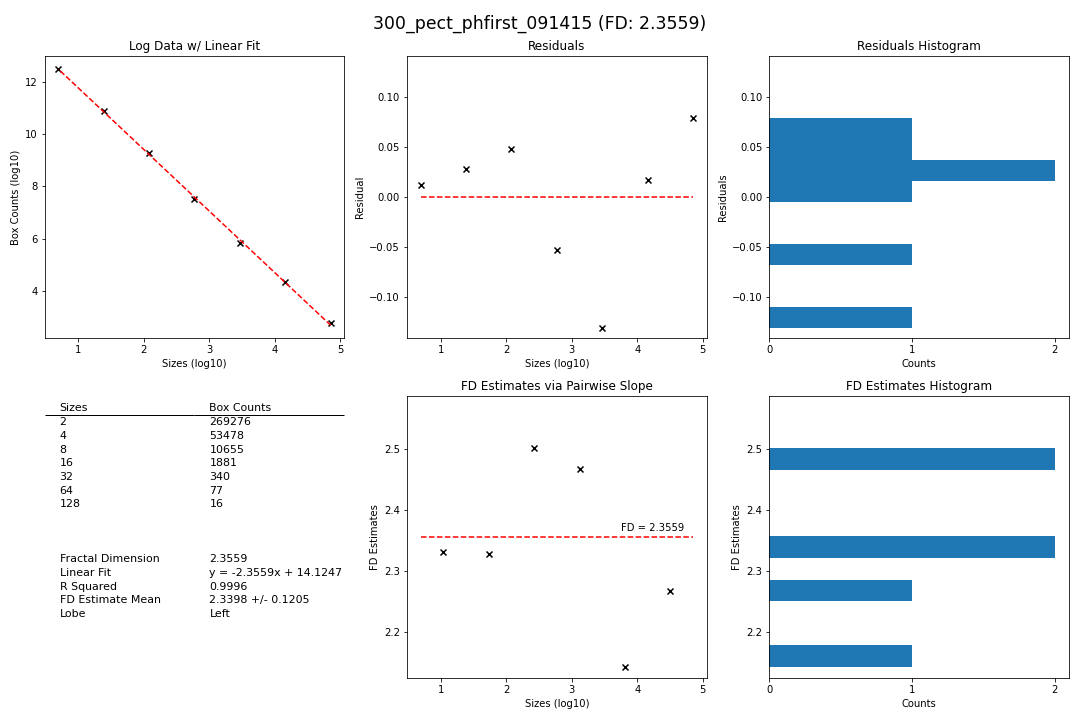 300_pect_phfirst_091415 (FD: 2.3559)
Log Data w/ Linear Fit
Box Counts (log10)
12
10
8
6
4
1 2 3 4 5
Sizes (log10)
Residuals
Residual
0.10
0.05
0.00
−0.05
−0.10
1 2 3 4 5
Sizes (log10)
Residuals Histogram
Residuals
0.10
0.05
0.00
−0.05
−0.10
0 1 2
Counts
Sizes Box Counts
2 269276
4 53478
8 10655
16 1881
32 340
64 77
128 16
Fractal Dimension 2.3559
Linear Fit y = -2.3559x + 14.1247
R Squared 0.9996
FD Estimate Mean 2.3398 +/- 0.1205
Lobe Left
FD Estimates via Pairwise Slope
FD Estimates
2.5
2.4
2.3
2.2
FD = 2.3559
1 2 3 4 5
Sizes (log10)
FD Estimates Histogram
FD Estimates
2.5
2.4
2.3
2.2
0 1 2
Counts